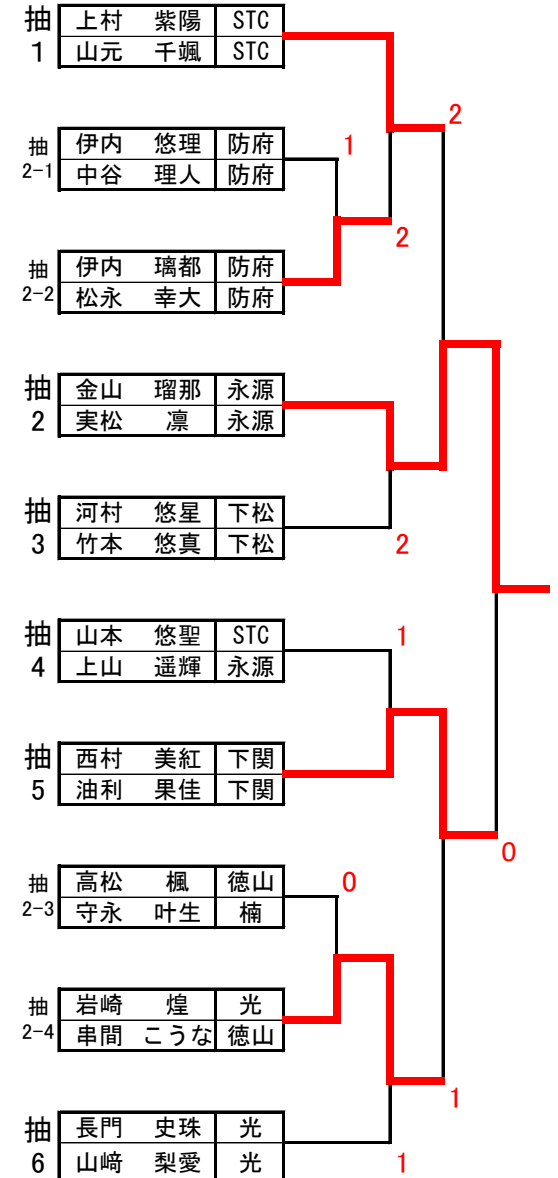 抽 上村 紫陽 STC
1 山元 千颯 STC
2
抽 伊内 悠理 防府 1
2-1 中谷 理人 防府
2
抽 伊内 璃都 防府
2-2 松永 幸大 防府
抽 金山 瑠那 永源
2 実松 凛 永源
抽 河村 悠星 下松
3 竹本 悠真 下松 2
抽 山本 悠聖 STC 1
4 上山 遥輝 永源
抽 西村 美紅 下関
5 油利 果佳 下関
0
抽 高松 楓 徳山 0
2-3 守永 叶生 楠
抽 岩崎 煌 光
2-4 串間 こうな 徳山
1
抽 長門 史珠 光
6 山﨑 梨愛 光 1